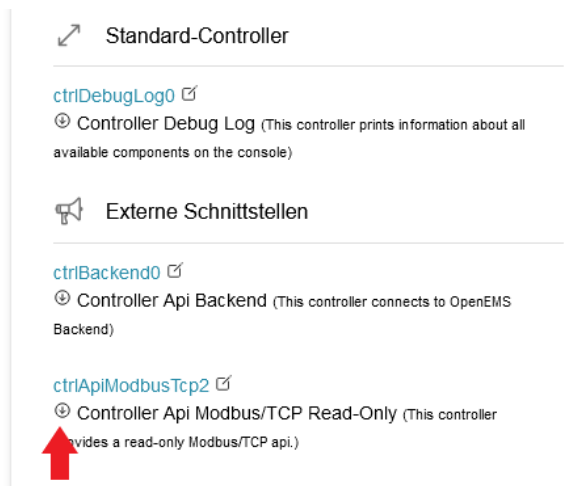 Standard-Controller
ctrlDebugLog0
Controller Debug Log (This controller prints information about all
available components on the console)
Externe Schnittstellen
ctrlBackend0
Controller Api Backend (This controller connects to OpenEMS
Backend)
ctrlApiModbusTcp2
Controller Api Modbus/TCP Read-Only (This controller
a read-only Modbus/TCP api.)